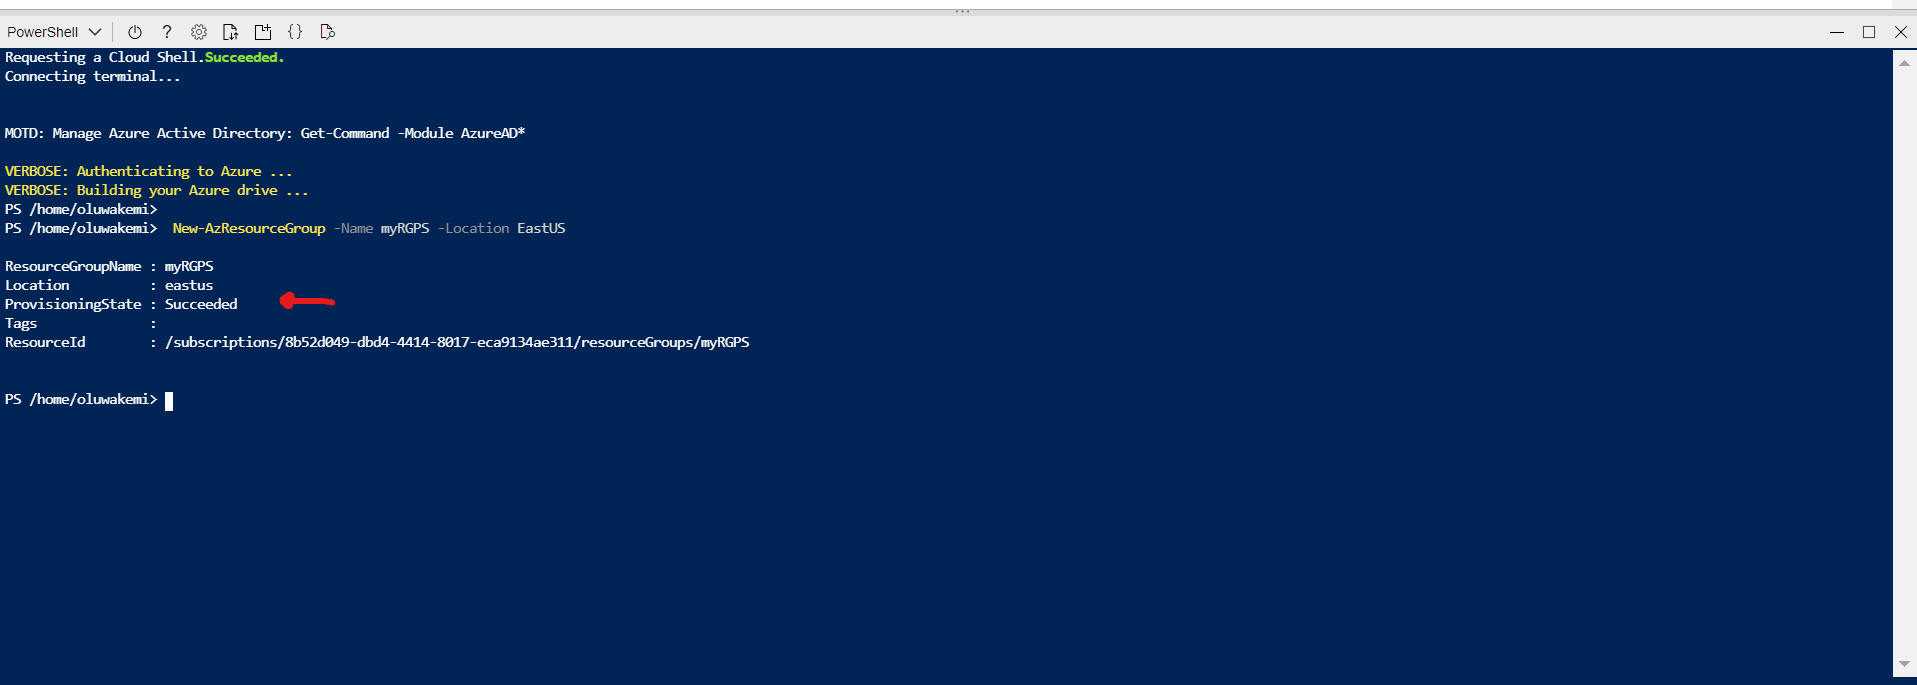 PowerShell
Requesting a Cloud Shell.Succeeded.
Connecting terminal...
MOTD: Manage Azure Active Directory: Get-Command -Module AzureAD*
VERBOSE: Authenticating to Azure ...
VERBOSE: Building your Azure drive ...
PS /home/oluwakemi>
PS /home/oluwakemi>  New-AzResourceGroup -Name myRGPS -Location EastUS
ResourceGroupName : myRGPS
Location          : eastus
ProvisioningState : Succeeded
Tags              :
ResourceId        : /subscriptions/8b52d049-dbd4-4414-8017-eca9134ae311/resourceGroups/myRGPS
PS /home/oluwakemi>